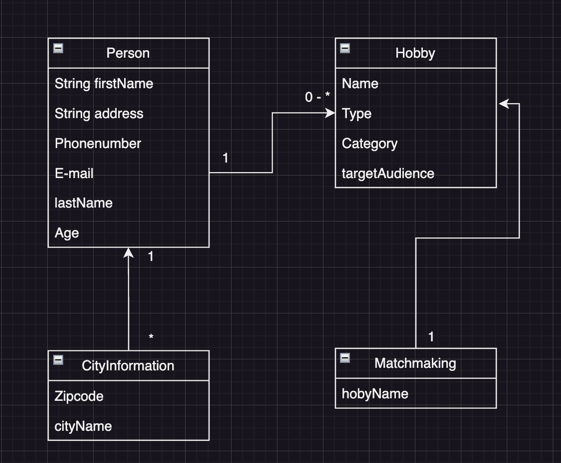 Person
String firstName
String address
Phonenumber
E-mail
lastName
Age
1
0 - *
Hobby
Name
Type
Category
targetAudience
1
*
CityInformation
Zipcode
cityName
1
Matchmaking
hobyName